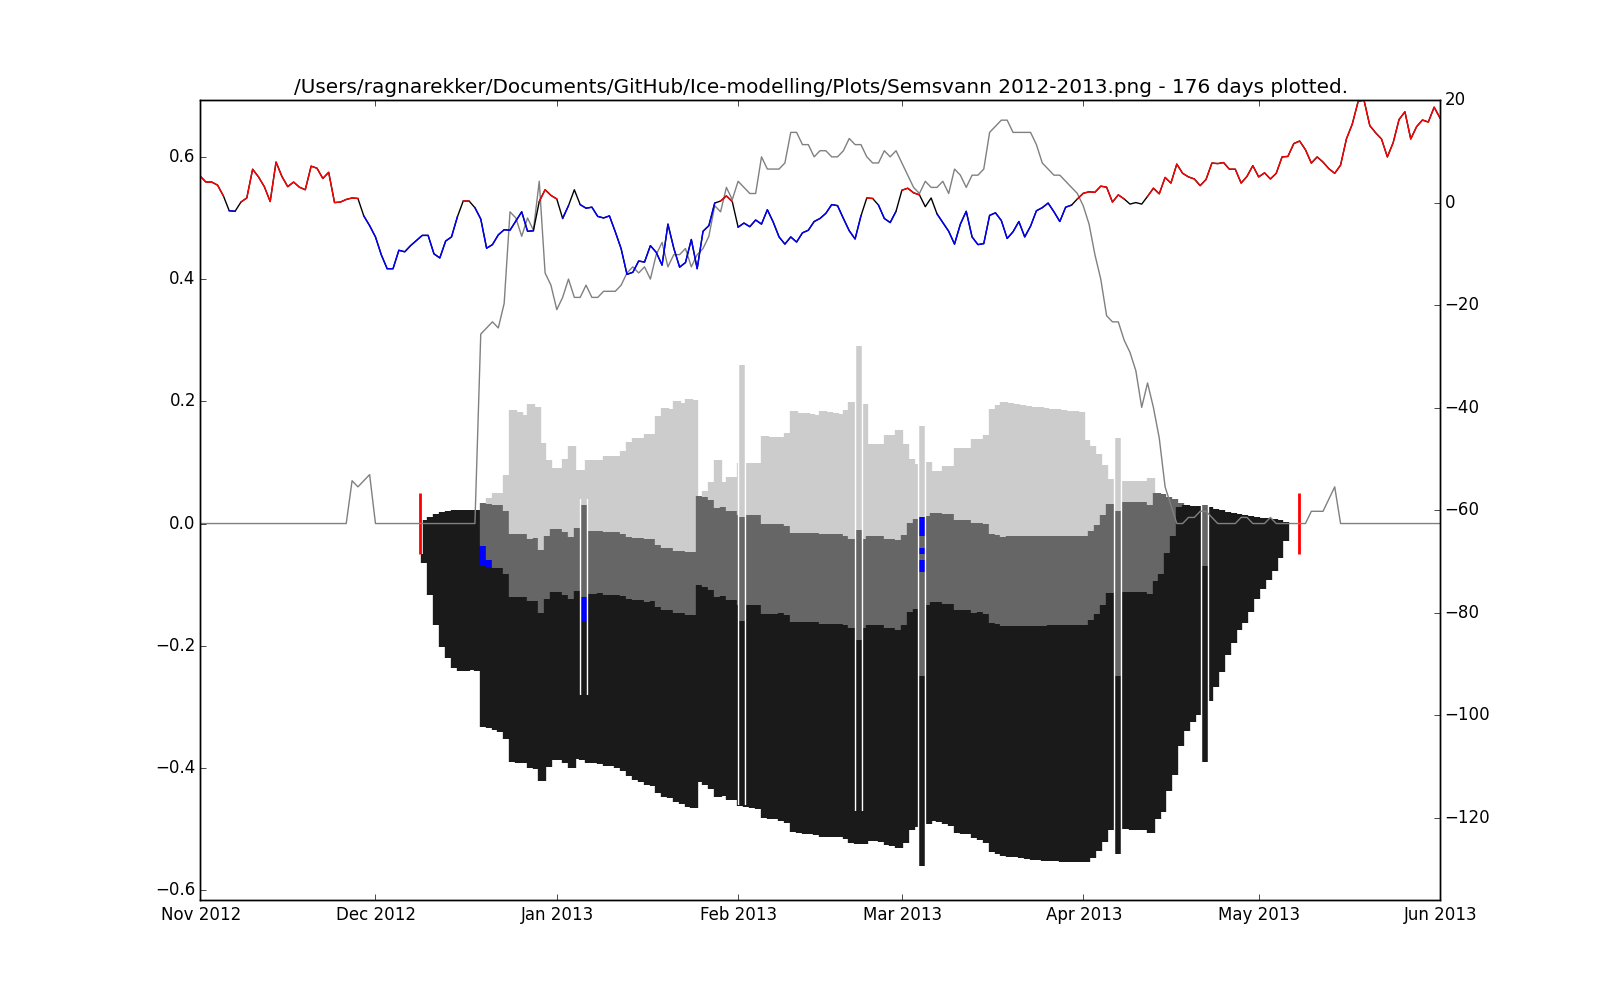 /Users/ragnarekker/Documents/GitHub/Ice-modelling/Plots/Semsvann 2012-2013.png - 176 days plotted.
0.6
0.4
0.2
0.0
−0.2
−0.4
−0.6
20
0
−20
−40
−60
−80
−100
−120
Nov 2012
Dec 2012
Jan 2013
Feb 2013
Mar 2013
Apr 2013
May 2013
Jun 2013